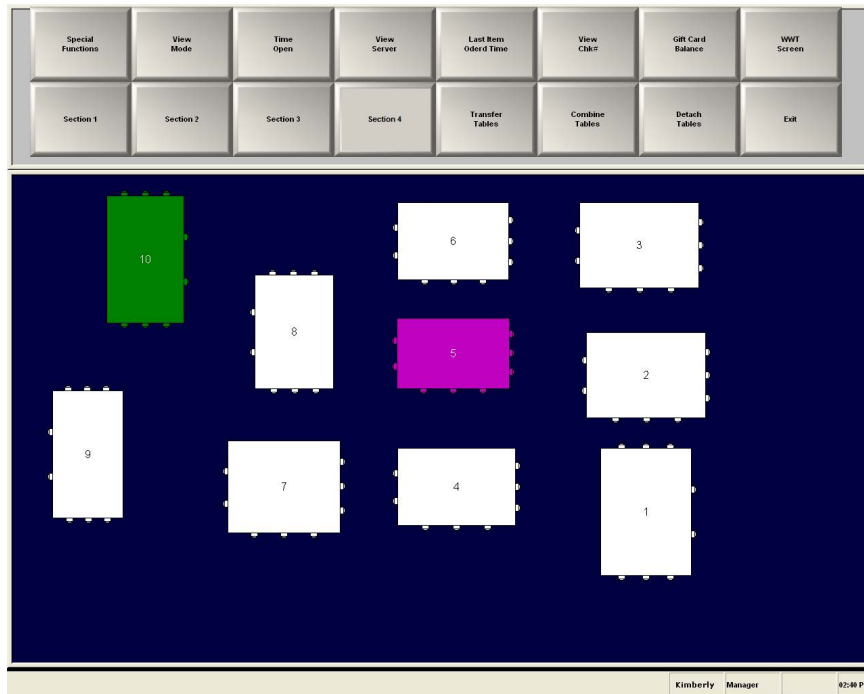 Special
Functions
View
Mode
Time
Open
View
Server
Last Item
Oderd Time
View
Chk#
Gift Card
Balance
WWT
Screen
Section 1
Section 2
Section 3
Section 4
Transfer
Tables
Combine
Tables
Detach
Tables
Exit
10
6
3
8
5
2
9
7
4
1
Kimberly
Manager
02:40 P